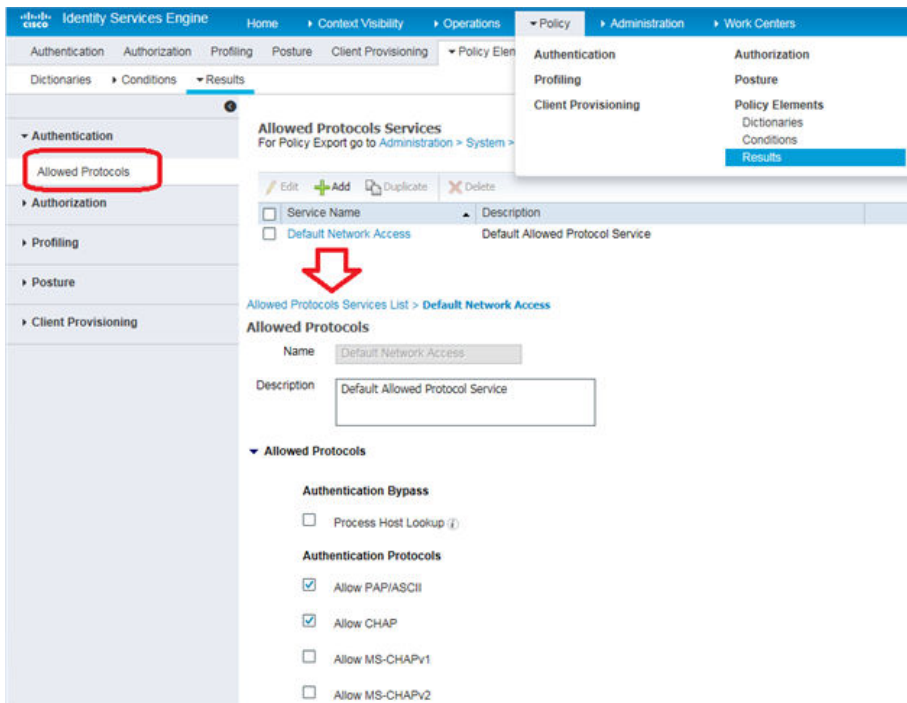 cisco Identity Services Engine Home Context Visibility Operations Policy Administration Work Centers
Authentication Authorization Profiling Posture Client Provisioning Policy Elem
Dictionaries Conditions Results
Authentication
Allowed Protocols
Authorization
Profiling
Posture
Client Provisioning
Authentication Authorization
Profiling Posture
Client Provisioning Policy Elements
Dictionaries
Conditions
Results
Allowed Protocols Services
For Policy Export go to Administration > System >
Edit Add Duplicate Delete
Service Name Description
Default Network Access Default Allowed Protocol Service
Allowed Protocols Services List > Default Network Access
Allowed Protocols
Name Default Network Access
Description Default Allowed Protocol Service
Allowed Protocols
Authentication Bypass
Process Host Lookup
Authentication Protocols
Allow PAP/ASCII
Allow CHAP
Allow MS-CHAPv1
Allow MS-CHAPv2